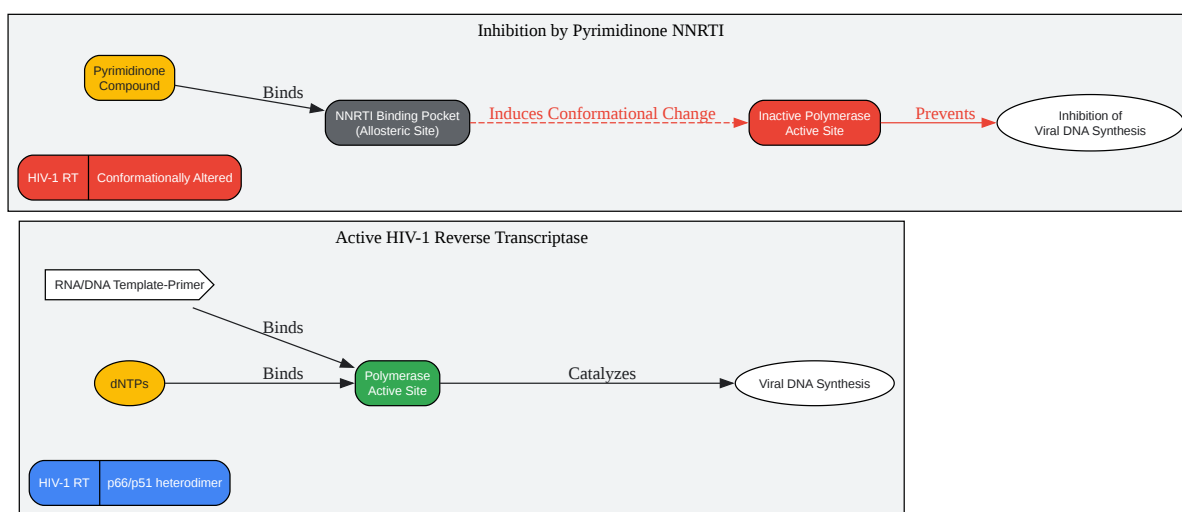 Inhibition by Pyrimidinone NNRTI
Pyrimidinone
Compound
Binds
NNRTI Binding Pocket
(Allosteric Site)
Induces Conformational Change
Inactive Polymerase
Active Site
Prevents
Inhibition of
Viral DNA Synthesis
HIV-1 RT
Conformationally Altered
Active HIV-1 Reverse Transcriptase
RNA/DNA Template-Primer
Binds
dNTPs
Binds
Polymerase
Active Site
Catalyzes
Viral DNA Synthesis
HIV-1 RT
p66/p51 heterodimer